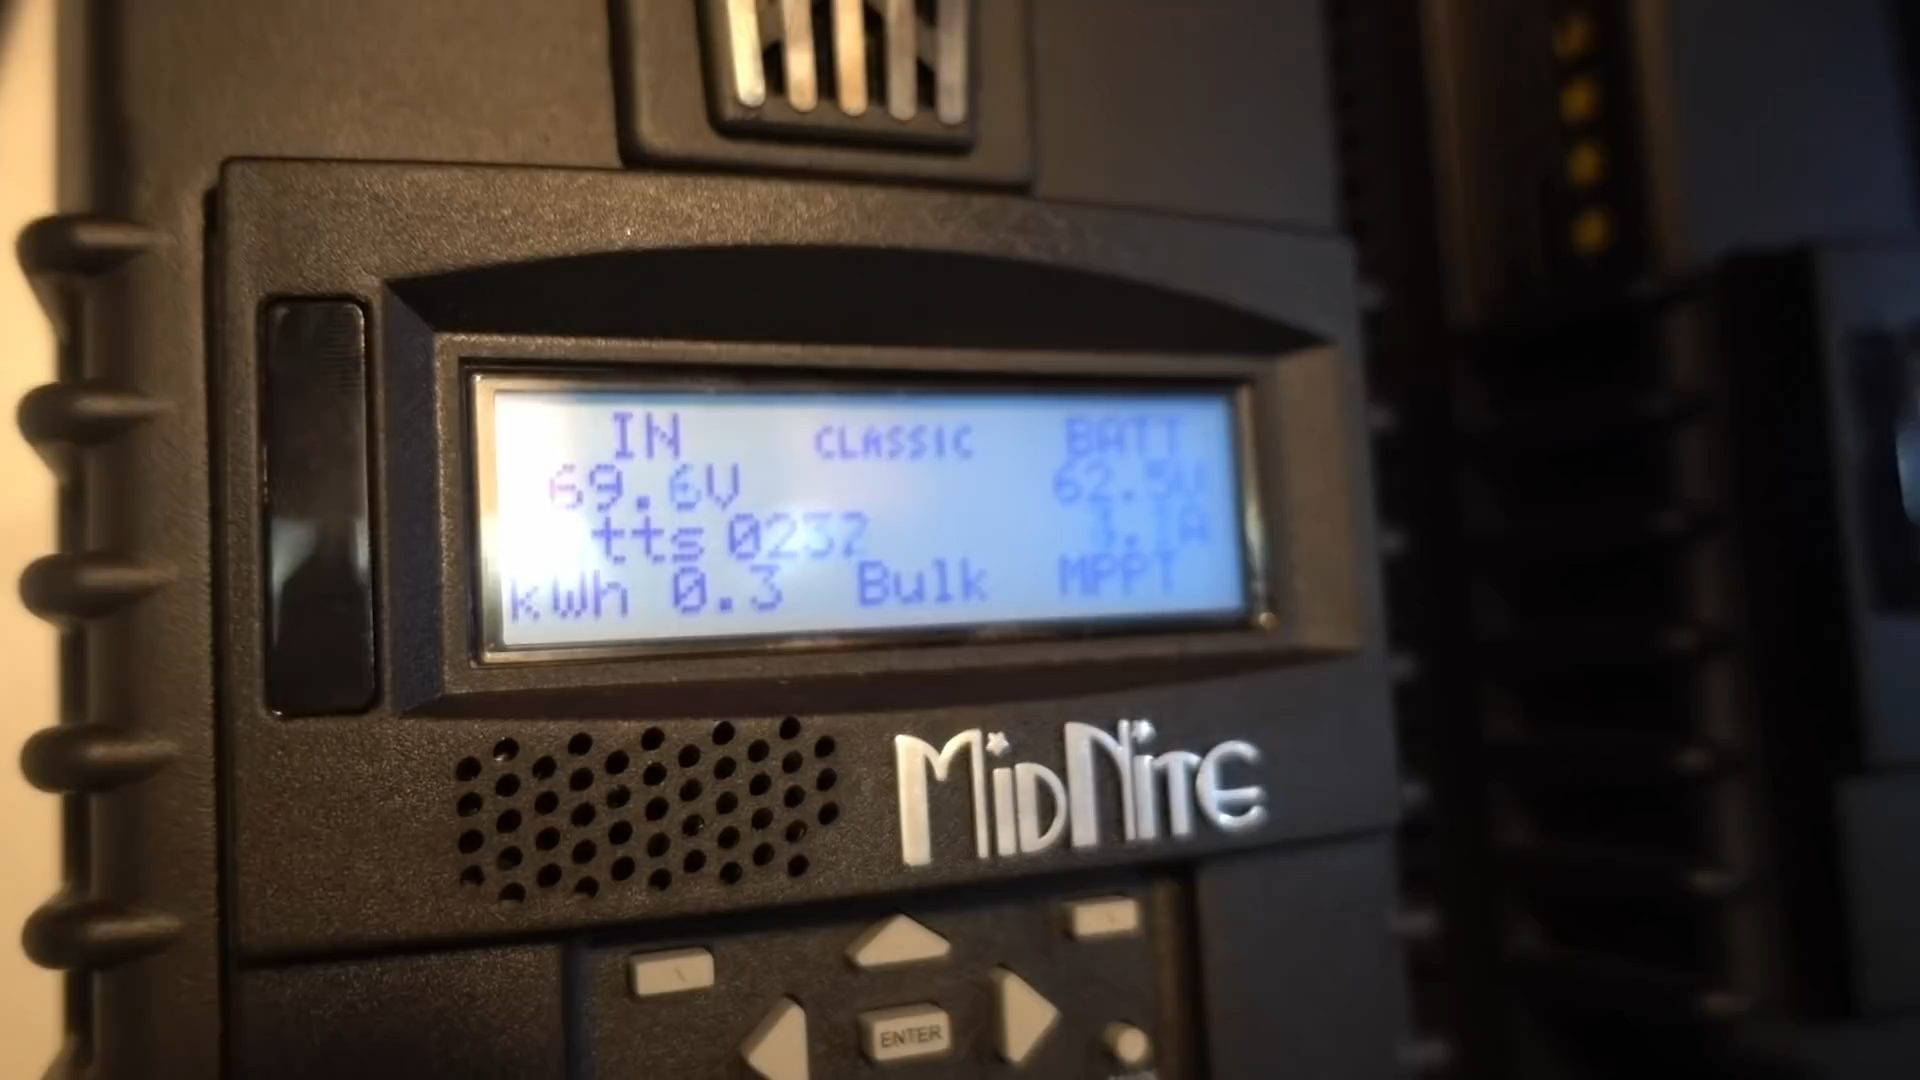 IN CLASSIC BATT
69.6V 62.5V
tts 0232
kWh 0.3 Bulk MPPT
MiDNiTE
ENTER